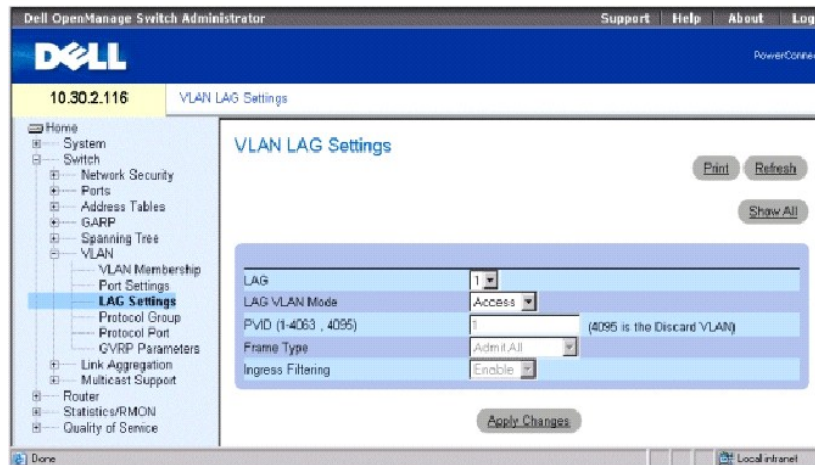 Dell OpenManage Switch Administrator Support Help About Log
DELL
PowerConne
10.30.2.116 VLAN LAG Settings
Home
System
Switch
Network Security
Ports
Address Tables
GARP
Spanning Tree
VLAN
VLAN Membership
Port Settings
LAG Settings
Protocol Group
Protocol Port
GVRP Parameters
Link Aggregation
Multicast Support
Router
Statistics/RMON
Quality of Service
VLAN LAG Settings
Print Refresh
Show All
LAG 1
LAG VLAN Mode Access
PVID (1-4063 , 4095) 1 (4095 is the Discard VLAN)
Frame Type Admit All
Ingress Filtering Enable
Apply Changes
Done Local intranet